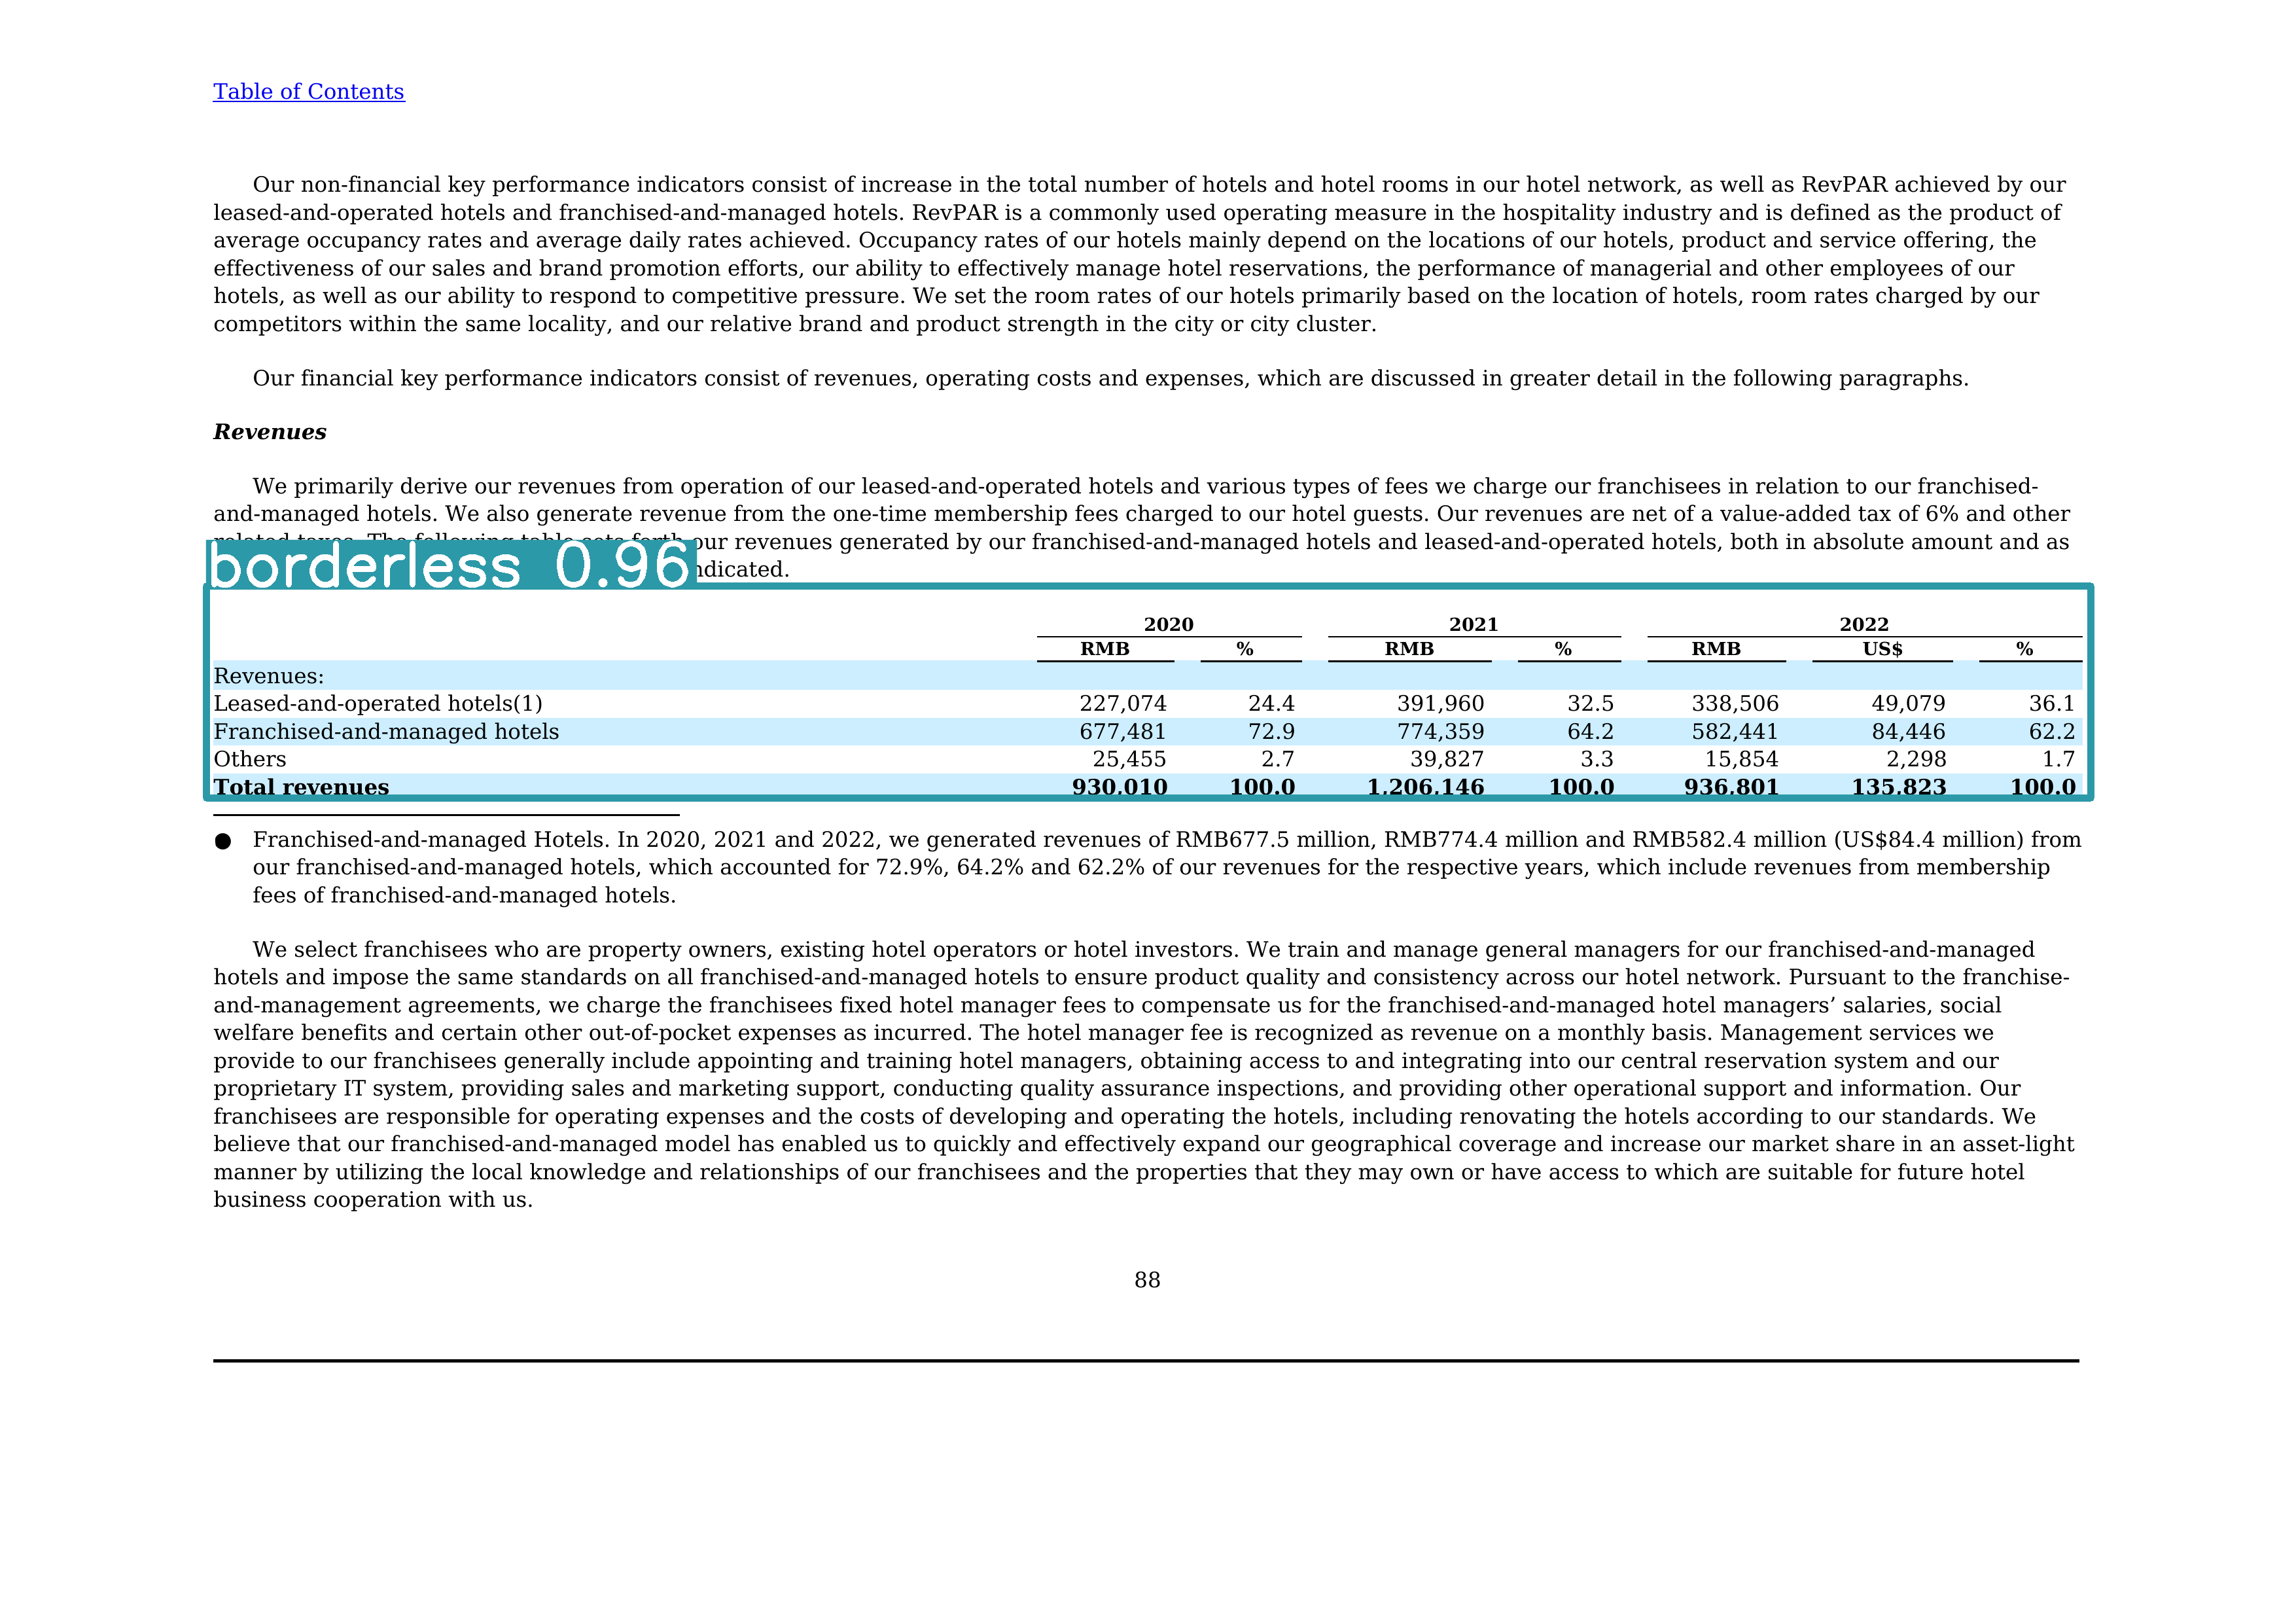 Table of Contents
Our non-financial key performance indicators consist of increase in the total number of hotels and hotel rooms in our hotel network, as well as RevPAR achieved by our
leased-and-operated hotels and franchised-and-managed hotels. RevPAR is a commonly used operating measure in the hospitality industry and is defined as the product of
average occupancy rates and average daily rates achieved. Occupancy rates of our hotels mainly depend on the locations of our hotels, product and service offering, the
effectiveness of our sales and brand promotion efforts, our ability to effectively manage hotel reservations, the performance of managerial and other employees of our
hotels, as well as our ability to respond to competitive pressure. We set the room rates of our hotels primarily based on the location of hotels, room rates charged by our
competitors within the same locality, and our relative brand and product strength in the city or city cluster.
Our financial key performance indicators consist of revenues, operating costs and expenses, which are discussed in greater detail in the following paragraphs.
Revenues
We primarily derive our revenues from operation of our leased-and-operated hotels and various types of fees we charge our franchisees in relation to our franchised-
and-managed hotels. We also generate revenue from the one-time membership fees charged to our hotel guests. Our revenues are net of a value-added tax of 6% and other
related taxes. The following table sets forth our revenues generated by our franchised-and-managed hotels and leased-and-operated hotels, both in absolute amount and as
borderless 0.96 ndicated.
2020 2021 2022
RMB % RMB % RMB US$ %
Revenues:
Leased-and-operated hotels(1) 227,074 24.4 391,960 32.5 338,506 49,079 36.1
Franchised-and-managed hotels 677,481 72.9 774,359 64.2 582,441 84,446 62.2
Others 25,455 2.7 39,827 3.3 15,854 2,298 1.7
Total revenues 930,010 100.0 1,206,146 100.0 936,801 135,823 100.0
● Franchised-and-managed Hotels. In 2020, 2021 and 2022, we generated revenues of RMB677.5 million, RMB774.4 million and RMB582.4 million (US$84.4 million) from
our franchised-and-managed hotels, which accounted for 72.9%, 64.2% and 62.2% of our revenues for the respective years, which include revenues from membership
fees of franchised-and-managed hotels.
We select franchisees who are property owners, existing hotel operators or hotel investors. We train and manage general managers for our franchised-and-managed
hotels and impose the same standards on all franchised-and-managed hotels to ensure product quality and consistency across our hotel network. Pursuant to the franchise-
and-management agreements, we charge the franchisees fixed hotel manager fees to compensate us for the franchised-and-managed hotel managers’ salaries, social
welfare benefits and certain other out-of-pocket expenses as incurred. The hotel manager fee is recognized as revenue on a monthly basis. Management services we
provide to our franchisees generally include appointing and training hotel managers, obtaining access to and integrating into our central reservation system and our
proprietary IT system, providing sales and marketing support, conducting quality assurance inspections, and providing other operational support and information. Our
franchisees are responsible for operating expenses and the costs of developing and operating the hotels, including renovating the hotels according to our standards. We
believe that our franchised-and-managed model has enabled us to quickly and effectively expand our geographical coverage and increase our market share in an asset-light
manner by utilizing the local knowledge and relationships of our franchisees and the properties that they may own or have access to which are suitable for future hotel
business cooperation with us.
88